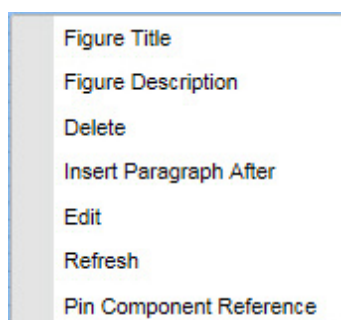 Figure Title
Figure Description
Delete
Insert Paragraph After
Edit
Refresh
Pin Component Reference